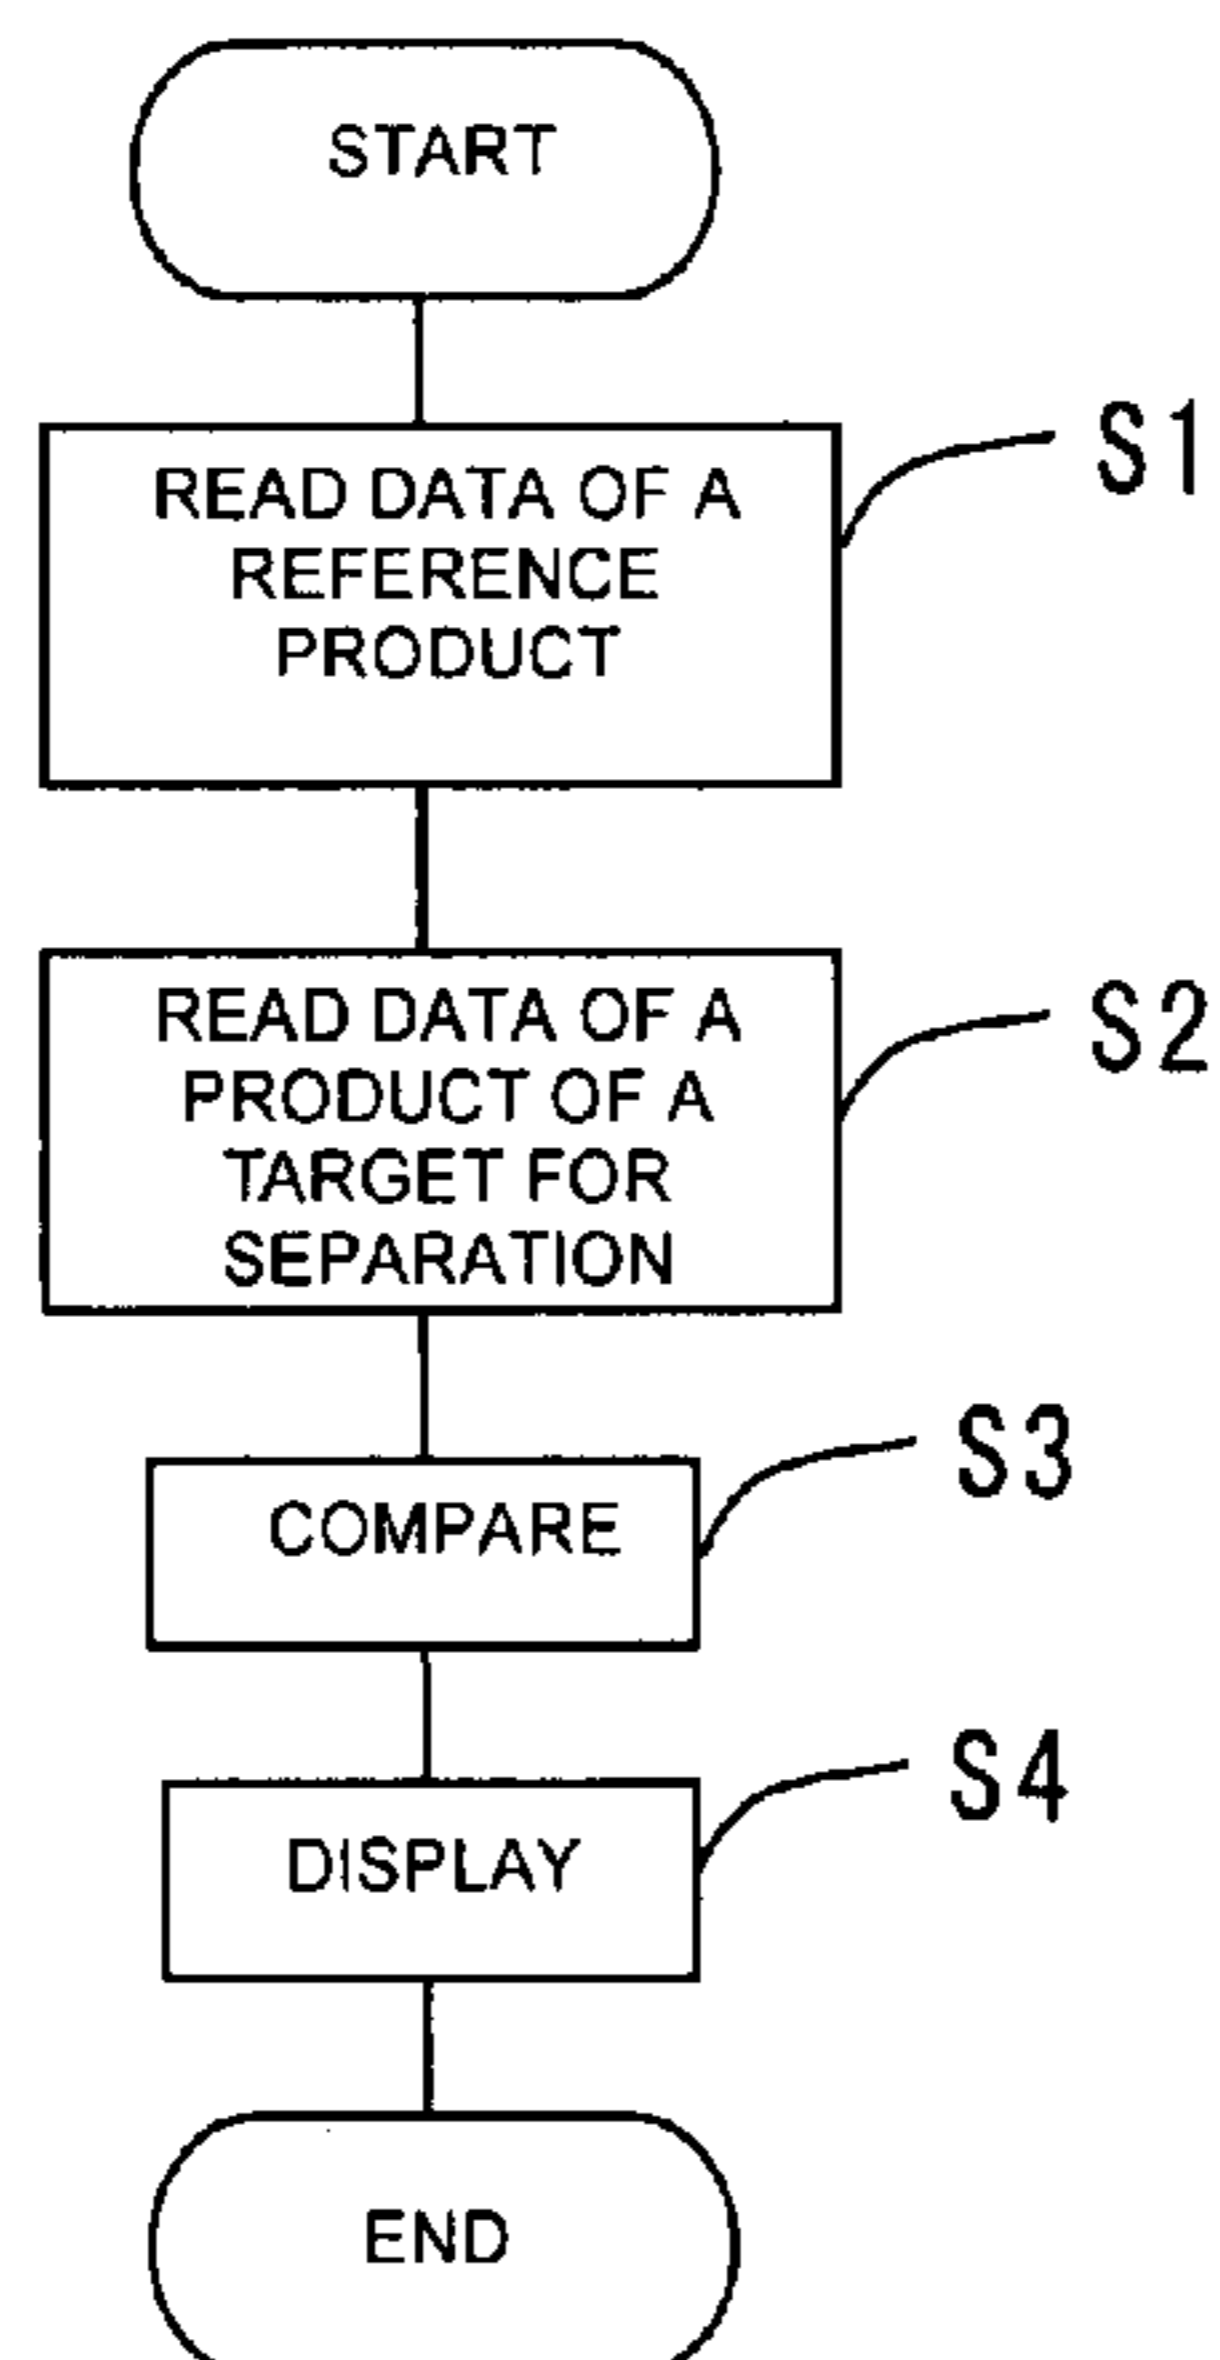 START
S1
READ DATA OF A
REFERENCE
PRODUCT
S2
READ DATA OF A
PRODUCT OF A
TARGET FOR
SEPARATION
S3
COMPARE
S4
DISPLAY
END